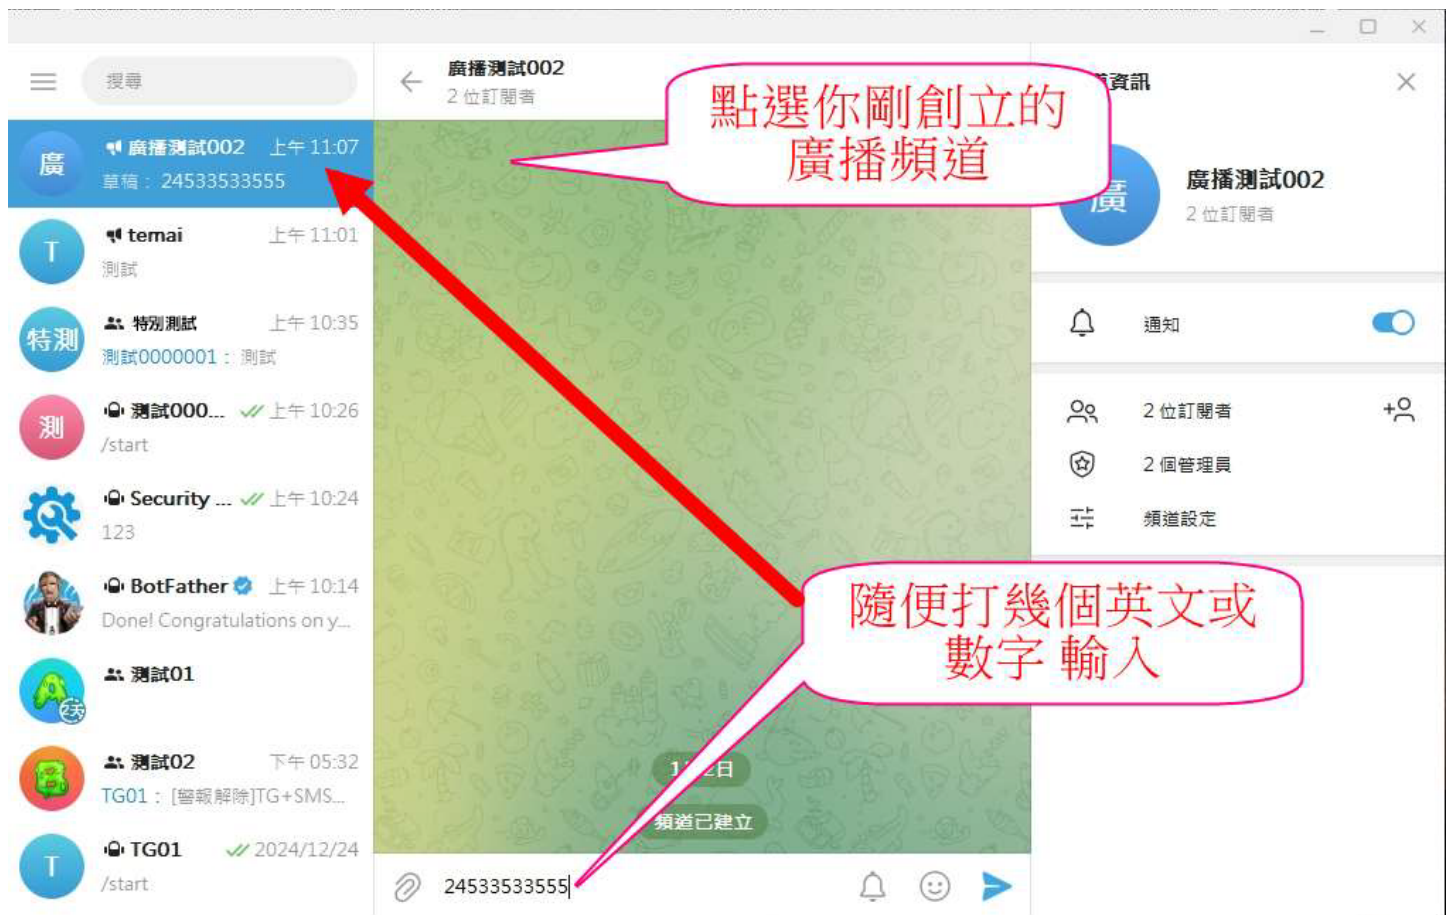 搜尋
廣
廣播測試002 上午 11:07
草稿： 24533533555
T
temai 上午 11:01
測試
特測
特別測試 上午 10:35
測試0000001： 測試
測
測試000... 上午 10:26
/start
Security ... 上午 10:24
123
BotFather 上午 10:14
Done! Congratulations on y...
2天
測試01
測試02 下午 05:32
TG01： [警報解除]TG+SMS...
T
TG01 2024/12/24
/start
廣播測試002
2 位訂閱者
點選你剛創立的
廣播頻道
隨便打幾個英文或
數字 輸入
頻道已建立
24533533555
資訊
廣
廣播測試002
2 位訂閱者
通知
2 位訂閱者
2 個管理員
頻道設定